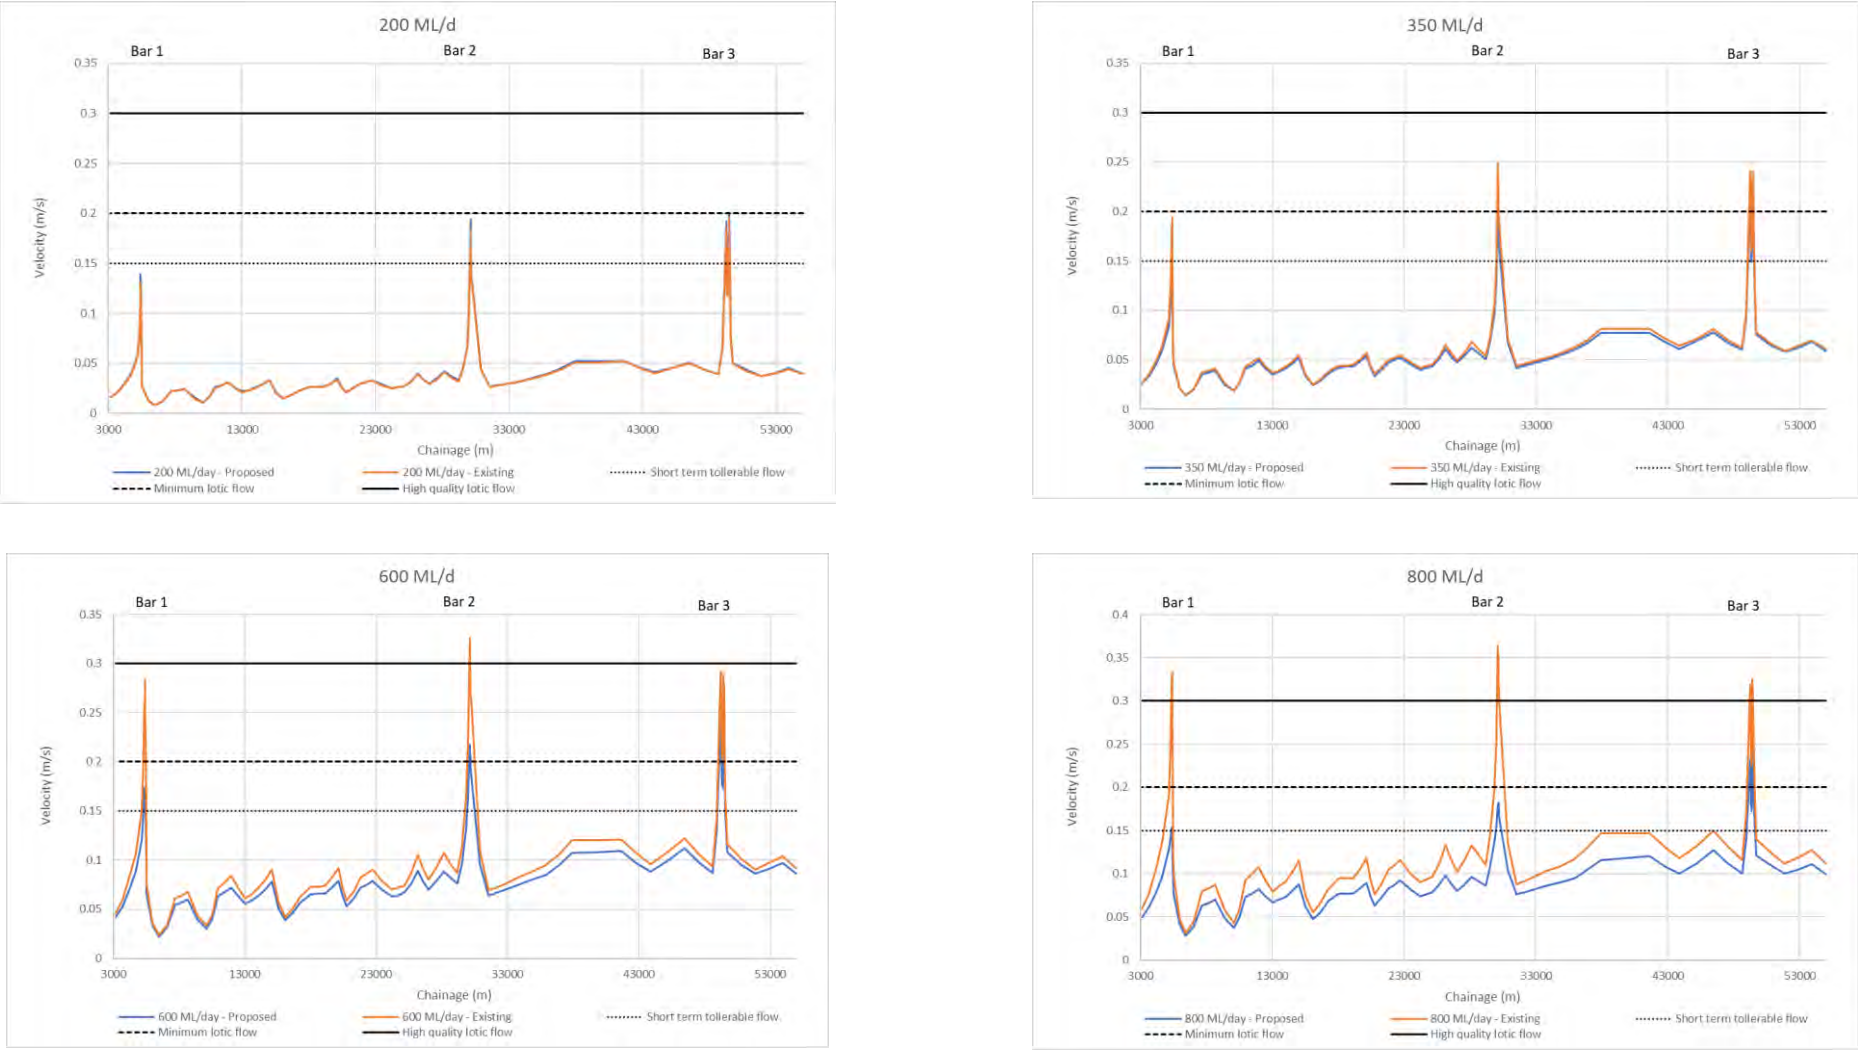 200 ML/d
Bar 1
Bar 2
Bar 3
0.35
0.3
0.25
0.2
0.15
0.1
0.05
0
Velocity (m/s)
3000 13000 23000 33000 43000 53000
Chainage (m)
200 ML/day - Proposed 200 ML/day - Existing Short term tollerable flow
Minimum lotic flow High quality lotic flow
350 ML/d
Bar 1
Bar 2
Bar 3
0.35
0.3
0.25
0.2
0.15
0.1
0.05
0
Velocity (m/s)
3000 13000 23000 33000 43000 53000
Chainage (m)
350 ML/day - Proposed 350 ML/day - Existing Short term tollerable flow
Minimum lotic flow High quality lotic flow
600 ML/d
Bar 1
Bar 2
Bar 3
0.35
0.3
0.25
0.2
0.15
0.1
0.05
0
Velocity (m/s)
3000 13000 23000 33000 43000 53000
Chainage (m)
600 ML/day - Proposed 600 ML/day - Existing Short term tollerable flow
Minimum lotic flow High quality lotic flow
800 ML/d
Bar 1
Bar 2
Bar 3
0.4
0.35
0.3
0.25
0.2
0.15
0.1
0.05
0
Velocity (m/s)
3000 13000 23000 33000 43000 53000
Chainage (m)
800 ML/day - Proposed 800 ML/day - Existing Short term tollerable flow
Minimum lotic flow High quality lotic flow